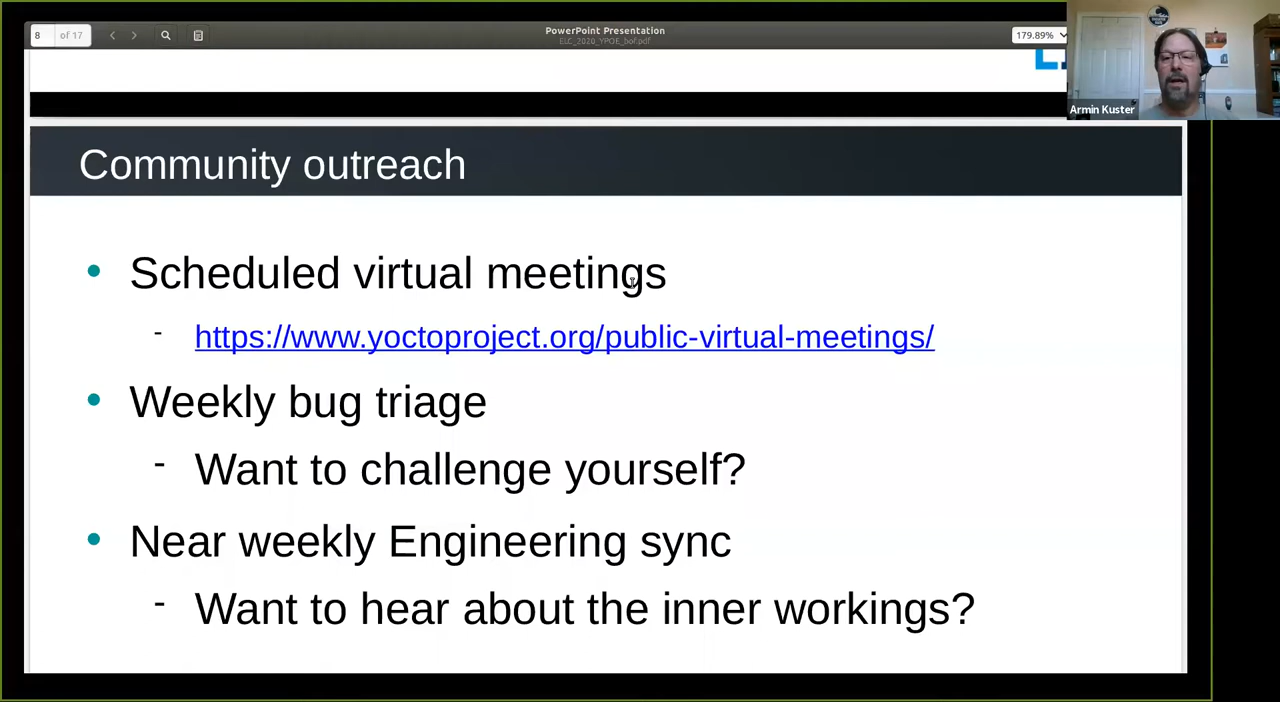 8 of 17
PowerPoint Presentation
ELC_2020_YPOE_bof.pdf
179.89%
Armin Kuster
Community outreach
• Scheduled virtual meetings
- https://www.yoctoproject.org/public-virtual-meetings/
• Weekly bug triage
- Want to challenge yourself?
• Near weekly Engineering sync
- Want to hear about the inner workings?